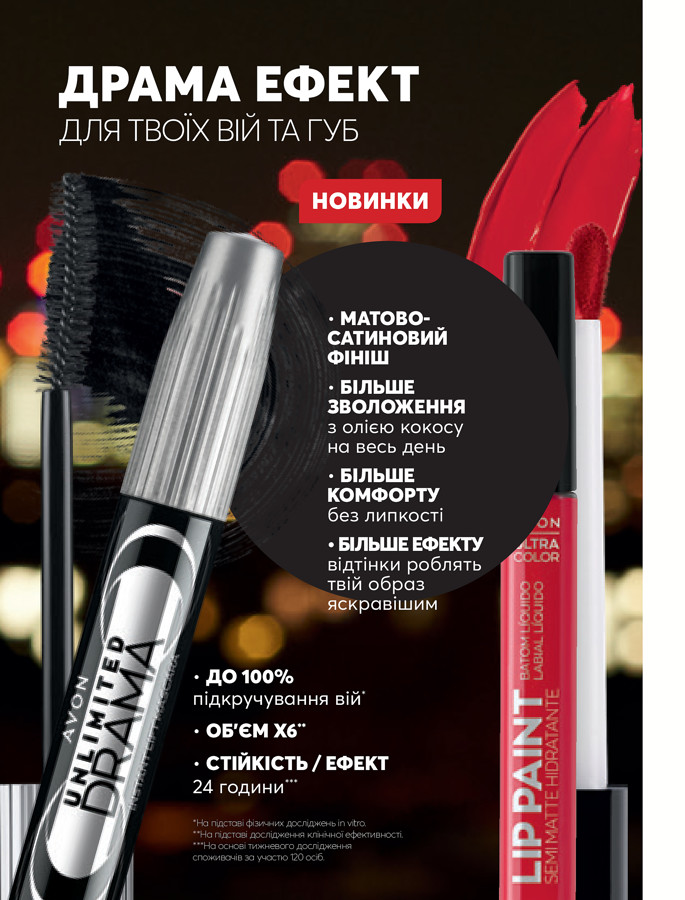 ДРАМА ЕФЕКТ
ДЛЯ ТВОЇХ ВІЙ ТА ГУБ
НОВИНКИ
• МАТОВО-
САТИНОВИЙ
ФІНІШ
• БІЛЬШЕ
ЗВОЛОЖЕННЯ
з олією кокосу
на весь день
• БІЛЬШЕ
КОМФОРТУ
без липкості
• БІЛЬШЕ ЕФЕКТУ
відтінки роблять
твій образ
яскравішим
• ДО 100%
підкручування вій*
• ОБ'ЄМ Х6**
• СТІЙКІСТЬ / ЕФЕКТ
24 години***
*На підставі фізичних досліджень in vitro.
**На підставі дослідження клінічної ефективності.
***На основі тижневого дослідження
споживачів за участю 120 осіб.
AVON
UNLIMITED
DRAMA
MASCARA
ON
LTRA
COLOR
LIP PAINT
BATOM LÍQUIDO
LABIAL LÍQUIDO
SEMI MATTE HIDRATANTE